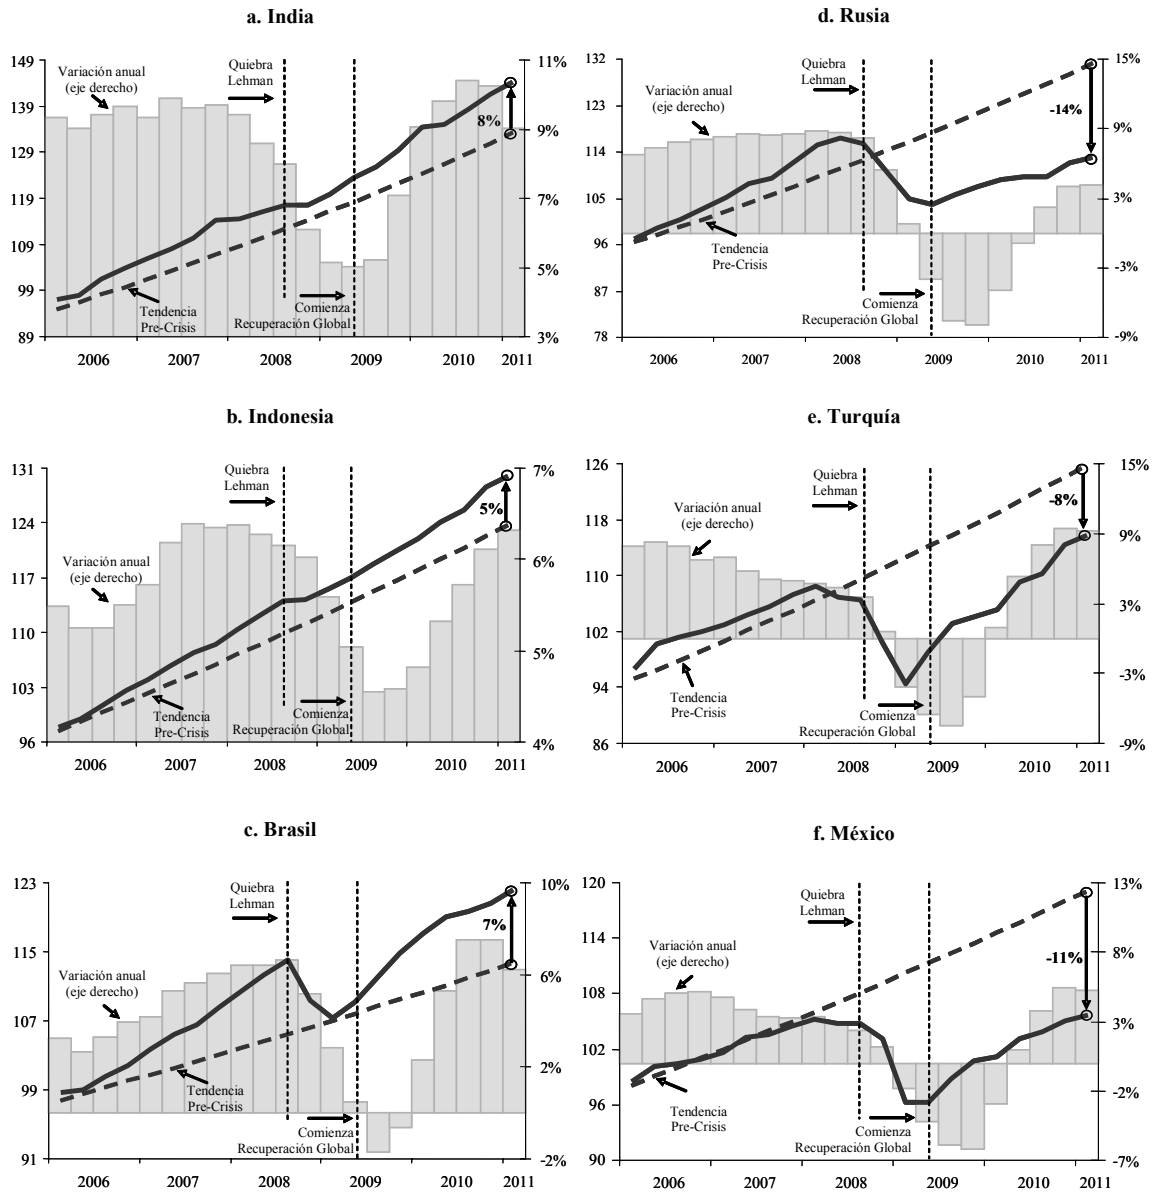 a. India
149
139
129
119
109
99
89
11%
9%
7%
5%
3%
Variación anual
(eje derecho)
Quiebra
Lehman
8%
Tendencia
Pre-Crisis
Comienza
Recuperación Global
2006 2007 2008 2009 2010 2011
d. Rusia
132
123
114
105
96
87
78
15%
9%
3%
-3%
-9%
Quiebra
Lehman
Variación anual
(eje derecho)
-14%
Tendencia
Pre-Crisis
Comienza
Recuperación Global
2006 2007 2008 2009 2010 2011
b. Indonesia
131
124
117
110
103
96
7%
6%
5%
4%
Quiebra
Lehman
5%
Variación anual
(eje derecho)
Tendencia
Pre-Crisis
Comienza
Recuperación Global
2006 2007 2008 2009 2010 2011
e. Turquía
126
118
110
102
94
86
15%
9%
3%
-3%
-9%
Quiebra
Lehman
-8%
Variación anual
(eje derecho)
Tendencia
Pre-Crisis
Comienza
Recuperación Global
2006 2007 2008 2009 2010 2011
c. Brasil
123
115
107
99
91
10%
6%
2%
-2%
Quiebra
Lehman
7%
Variación anual
(eje derecho)
Tendencia
Pre-Crisis
Comienza
Recuperación Global
2006 2007 2008 2009 2010 2011
f. México
120
114
108
102
96
90
13%
8%
3%
-2%
-7%
Quiebra
Lehman
Variación anual
(eje derecho)
-11%
Tendencia
Pre-Crisis
Comienza
Recuperación Global
2006 2007 2008 2009 2010 2011